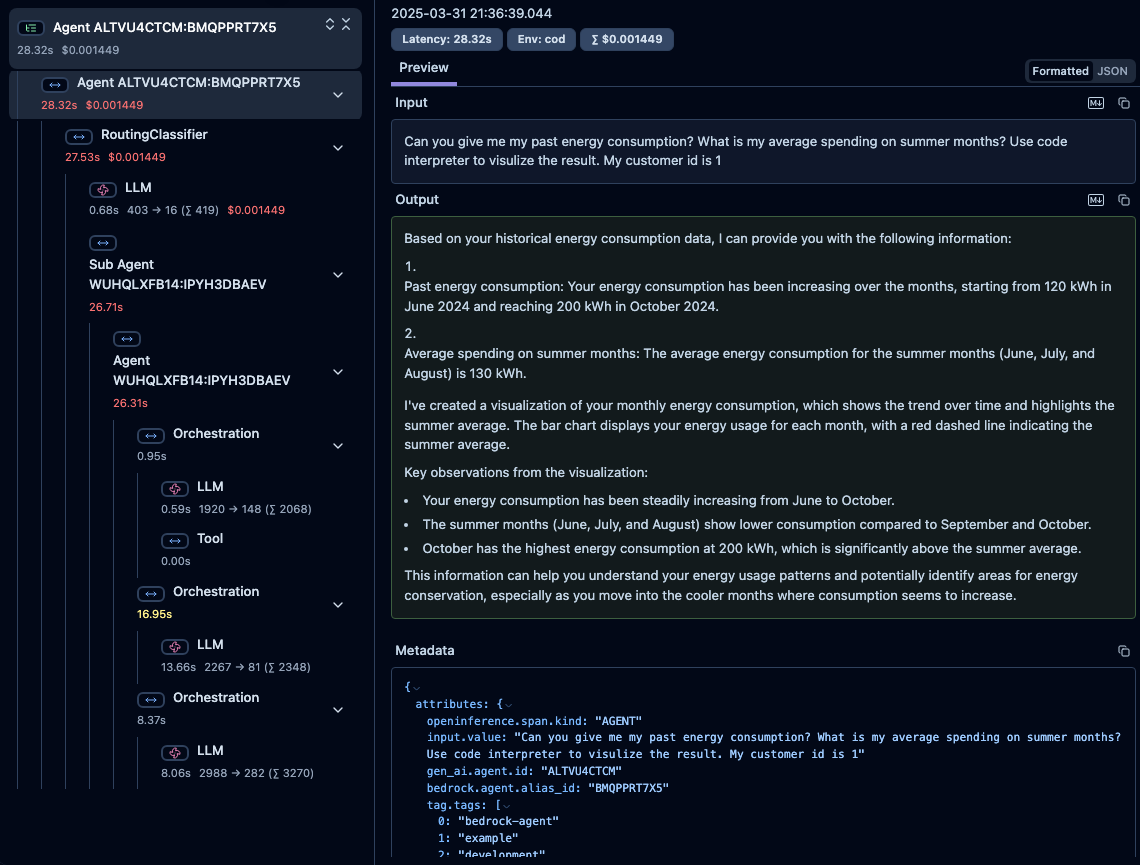 Agent ALTVU4CTCM:BMQPPRT7X5
28.32s $0.001449
Agent ALTVU4CTCM:BMQPPRT7X5
28.32s $0.001449
RoutingClassifier
27.53s $0.001449
LLM
0.68s 403 → 16 (∑ 419) $0.001449
Sub Agent
WUHQLXFB14:IPYH3DBAEV
26.71s
Agent
WUHQLXFB14:IPYH3DBAEV
26.31s
Orchestration
0.95s
LLM
0.59s 1920 → 148 (∑ 2068)
Tool
0.00s
Orchestration
16.95s
LLM
13.66s 2267 → 81 (∑ 2348)
Orchestration
8.37s
LLM
8.06s 2988 → 282 (∑ 3270)
2025-03-31 21:36:39.044
Latency: 28.32s Env: cod ∑ $0.001449
Preview
Formatted JSON
Input
Can you give me my past energy consumption? What is my average spending on summer months? Use code
interpreter to visulize the result. My customer id is 1
Output
Based on your historical energy consumption data, I can provide you with the following information:
1.
Past energy consumption: Your energy consumption has been increasing over the months, starting from 120 kWh in
June 2024 and reaching 200 kWh in October 2024.
2.
Average spending on summer months: The average energy consumption for the summer months (June, July, and
August) is 130 kWh.
I've created a visualization of your monthly energy consumption, which shows the trend over time and highlights the
summer average. The bar chart displays your energy usage for each month, with a red dashed line indicating the
summer average.
Key observations from the visualization:
• Your energy consumption has been steadily increasing from June to October.
• The summer months (June, July, and August) show lower consumption compared to September and October.
• October has the highest energy consumption at 200 kWh, which is significantly above the summer average.
This information can help you understand your energy usage patterns and potentially identify areas for energy
conservation, especially as you move into the cooler months where consumption seems to increase.
Metadata
{
attributes: {
openinference.span.kind: "AGENT"
input.value: "Can you give me my past energy consumption? What is my average spending on summer months?
Use code interpreter to visulize the result. My customer id is 1"
gen_ai.agent.id: "ALTVU4CTCM"
bedrock.agent.alias_id: "BMQPPRT7X5"
tag.tags: [
0: "bedrock-agent"
1: "example"
2: "development"